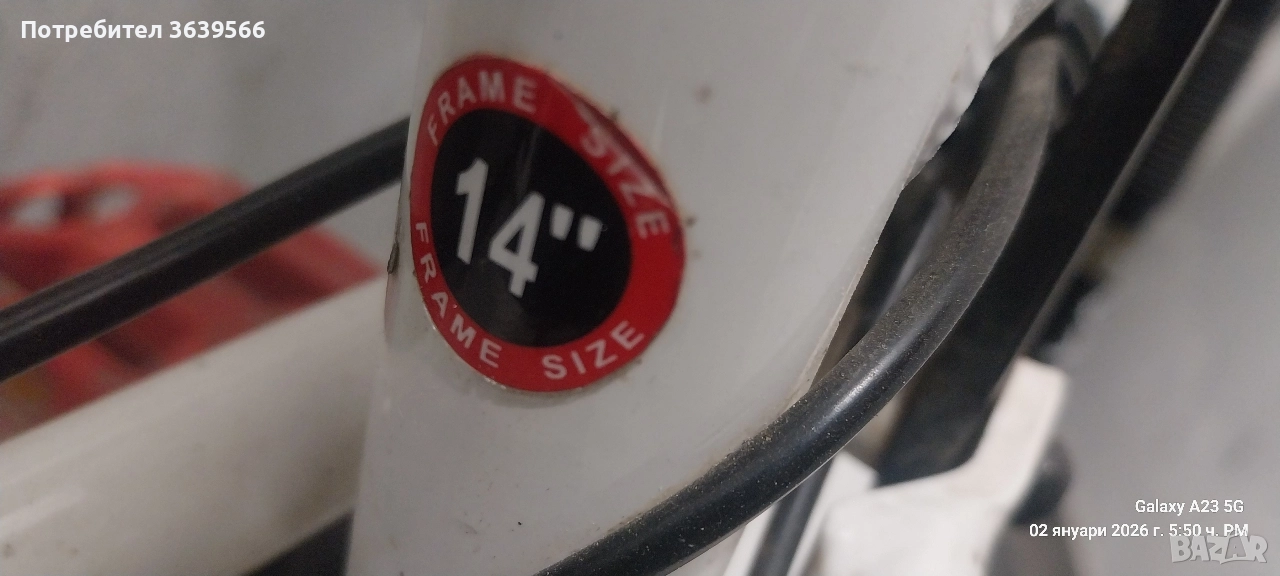 Потребител 3639566
FRAME SIZE
14"
FRAME SIZE
Galaxy A23 5G
02 януари 2026 г. 5:50 ч. PM
BAZAR